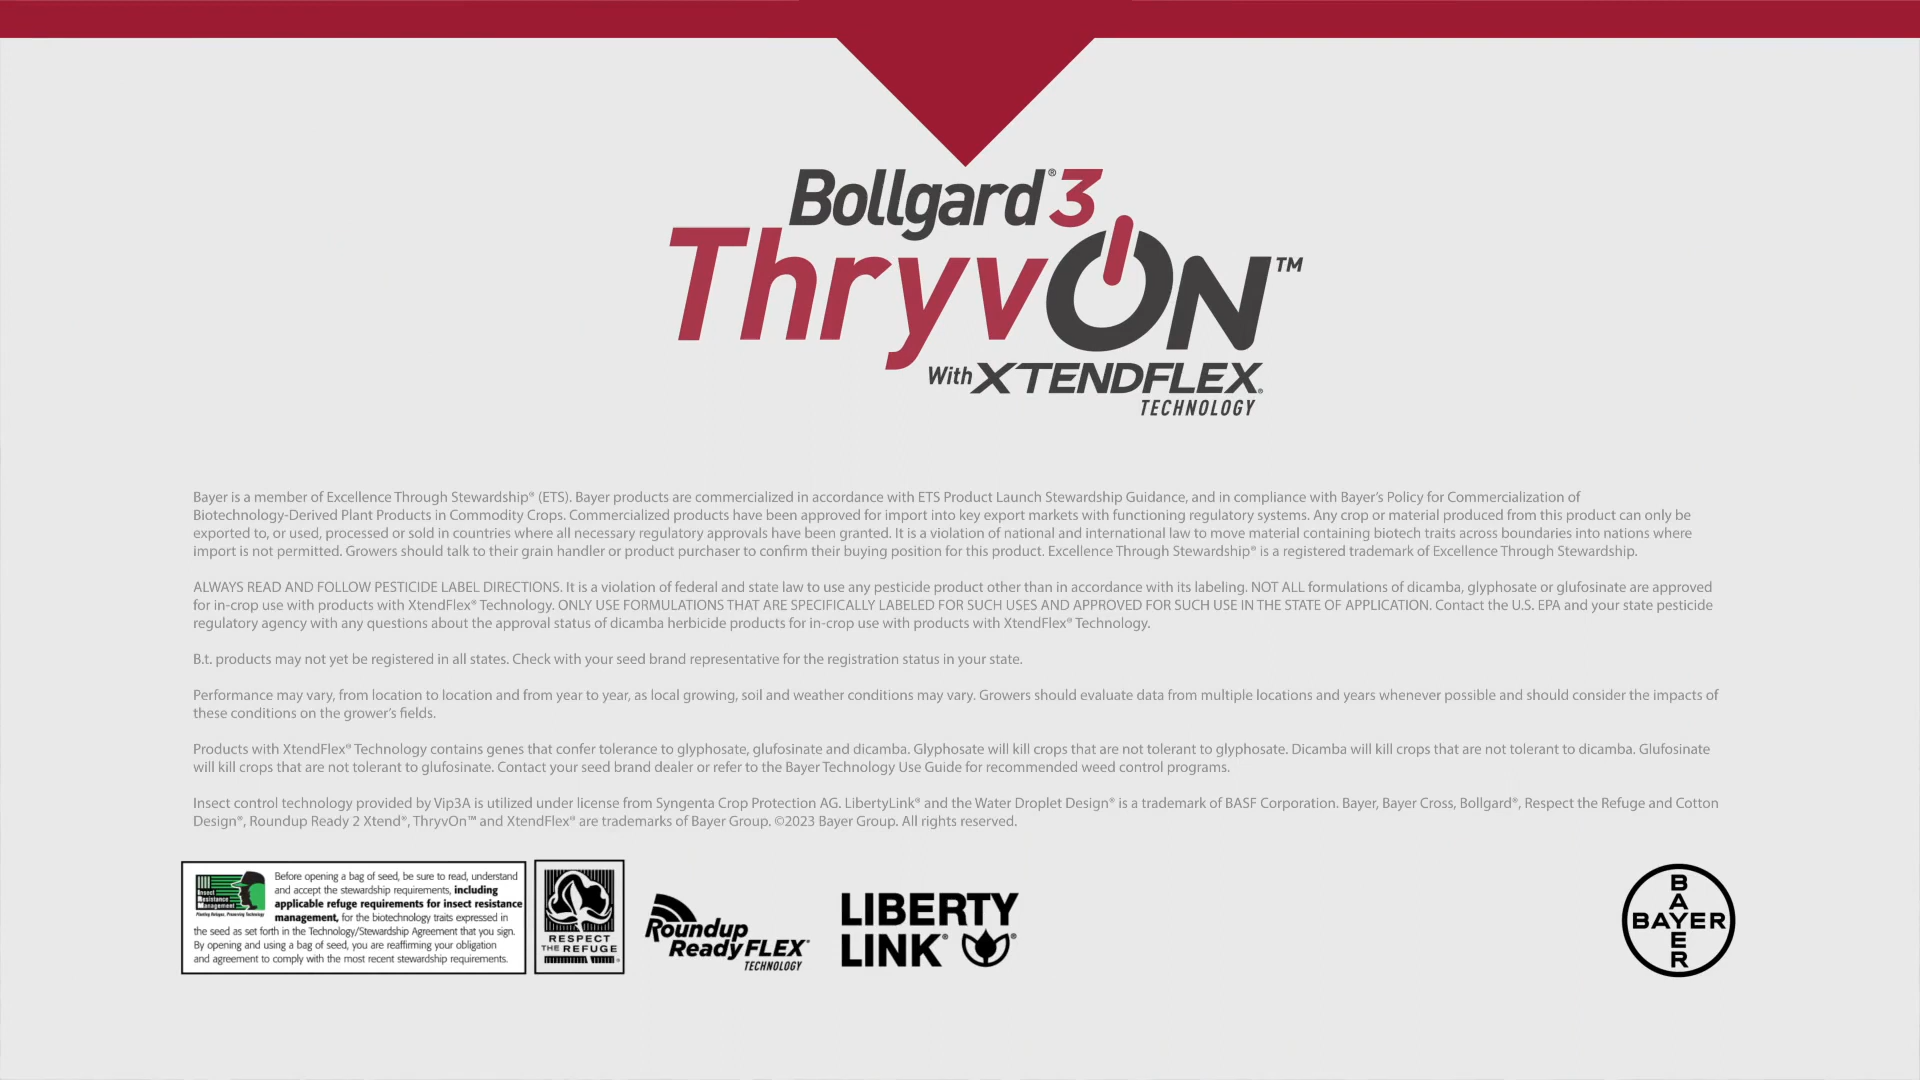 Bollgard®3
ThryvON™
With XTENDFLEX®
TECHNOLOGY
Bayer is a member of Excellence Through Stewardship® (ETS). Bayer products are commercialized in accordance with ETS Product Launch Stewardship Guidance, and in compliance with Bayer's Policy for Commercialization of
Biotechnology-Derived Plant Products in Commodity Crops. Commercialized products have been approved for import into key export markets with functioning regulatory systems. Any crop or material produced from this product can only be
exported to, or used, processed or sold in countries where all necessary regulatory approvals have been granted. It is a violation of national and international law to move material containing biotech traits across boundaries into nations where
import is not permitted. Growers should talk to their grain handler or product purchaser to confirm their buying position for this product. Excellence Through Stewardship® is a registered trademark of Excellence Through Stewardship.
ALWAYS READ AND FOLLOW PESTICIDE LABEL DIRECTIONS. It is a violation of federal and state law to use any pesticide product other than in accordance with its labeling. NOT ALL formulations of dicamba, glyphosate or glufosinate are approved
for in-crop use with products with XtendFlex® Technology. ONLY USE FORMULATIONS THAT ARE SPECIFICALLY LABELED FOR SUCH USES AND APPROVED FOR SUCH USE IN THE STATE OF APPLICATION. Contact the U.S. EPA and your state pesticide
regulatory agency with any questions about the approval status of dicamba herbicide products for in-crop use with products with XtendFlex® Technology.
B.t. products may not yet be registered in all states. Check with your seed brand representative for the registration status in your state.
Performance may vary, from location to location and from year to year, as local growing, soil and weather conditions may vary. Growers should evaluate data from multiple locations and years whenever possible and should consider the impacts of
these conditions on the grower's fields.
Products with XtendFlex® Technology contains genes that confer tolerance to glyphosate, glufosinate and dicamba. Glyphosate will kill crops that are not tolerant to glyphosate. Dicamba will kill crops that are not tolerant to dicamba. Glufosinate
will kill crops that are not tolerant to glufosinate. Contact your seed brand dealer or refer to the Bayer Technology Use Guide for recommended weed control programs.
Insect control technology provided by Vip3A is utilized under license from Syngenta Crop Protection AG. LibertyLink® and the Water Droplet Design® is a trademark of BASF Corporation. Bayer, Bayer Cross, Bollgard®, Respect the Refuge and Cotton
Design®, Roundup Ready 2 Xtend®, ThryvOn™ and XtendFlex® are trademarks of Bayer Group. ©2023 Bayer Group. All rights reserved.
Insect
Resistance
Management
Planting Refuges, Preserving Technology
Before opening a bag of seed, be sure to read, understand
and accept the stewardship requirements, including
applicable refuge requirements for insect resistance
management, for the biotechnology traits expressed in
the seed as set forth in the Technology/Stewardship Agreement that you sign.
By opening and using a bag of seed, you are reaffirming your obligation
and agreement to comply with the most recent stewardship requirements.
RESPECT
THE REFUGE
®
Roundup
Ready FLEX®
TECHNOLOGY
LIBERTY
LINK® ®
BAYER
BAYER